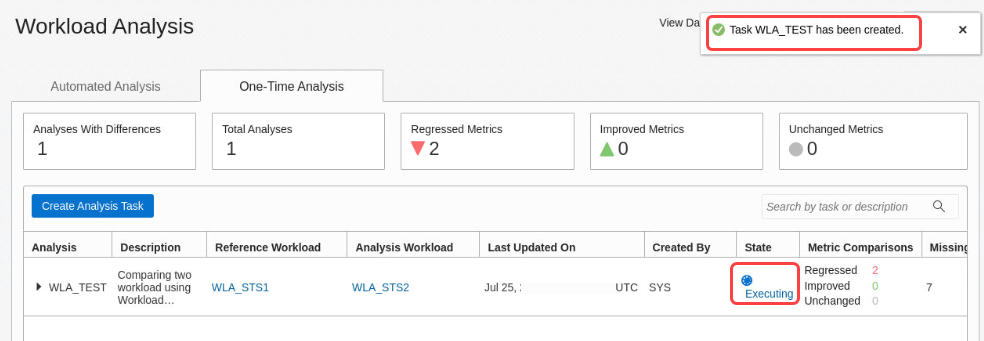 Workload Analysis
View Da
Task WLA_TEST has been created.
Automated Analysis
One-Time Analysis
Analyses With Differences
1
Total Analyses
1
Regressed Metrics
2
Improved Metrics
0
Unchanged Metrics
0
Create Analysis Task
Search by task or description
Analysis Description Reference Workload Analysis Workload Last Updated On Created By State Metric Comparisons Missing
WLA_TEST
Comparing two
workload using
Workload…
WLA_STS1
WLA_STS2
Jul 25, UTC
SYS
Executing
Regressed 2
Improved 0
Unchanged 0
7